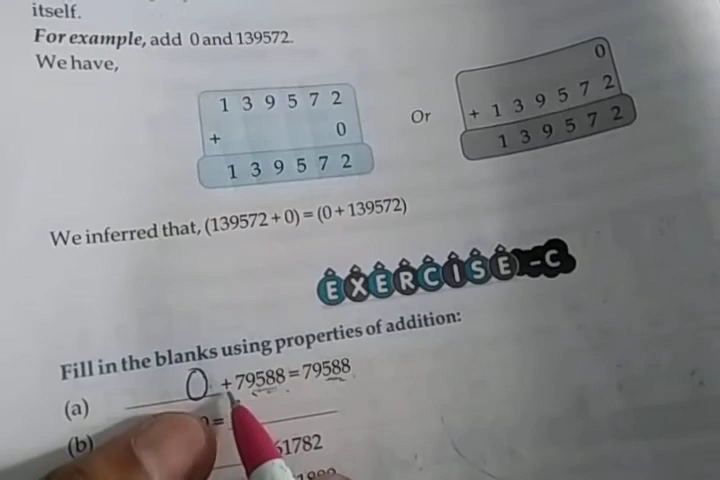 itself.
For example, add 0 and 139572.
We have,
1 3 9 5 7 2
+ 0
1 3 9 5 7 2
Or
0
+ 1 3 9 5 7 2
1 3 9 5 7 2
We inferred that, (139572 + 0) = (0 + 139572)
EXERCISE-C
Fill in the blanks using properties of addition:
(a) 0 + 79588 = 79588
(b) =